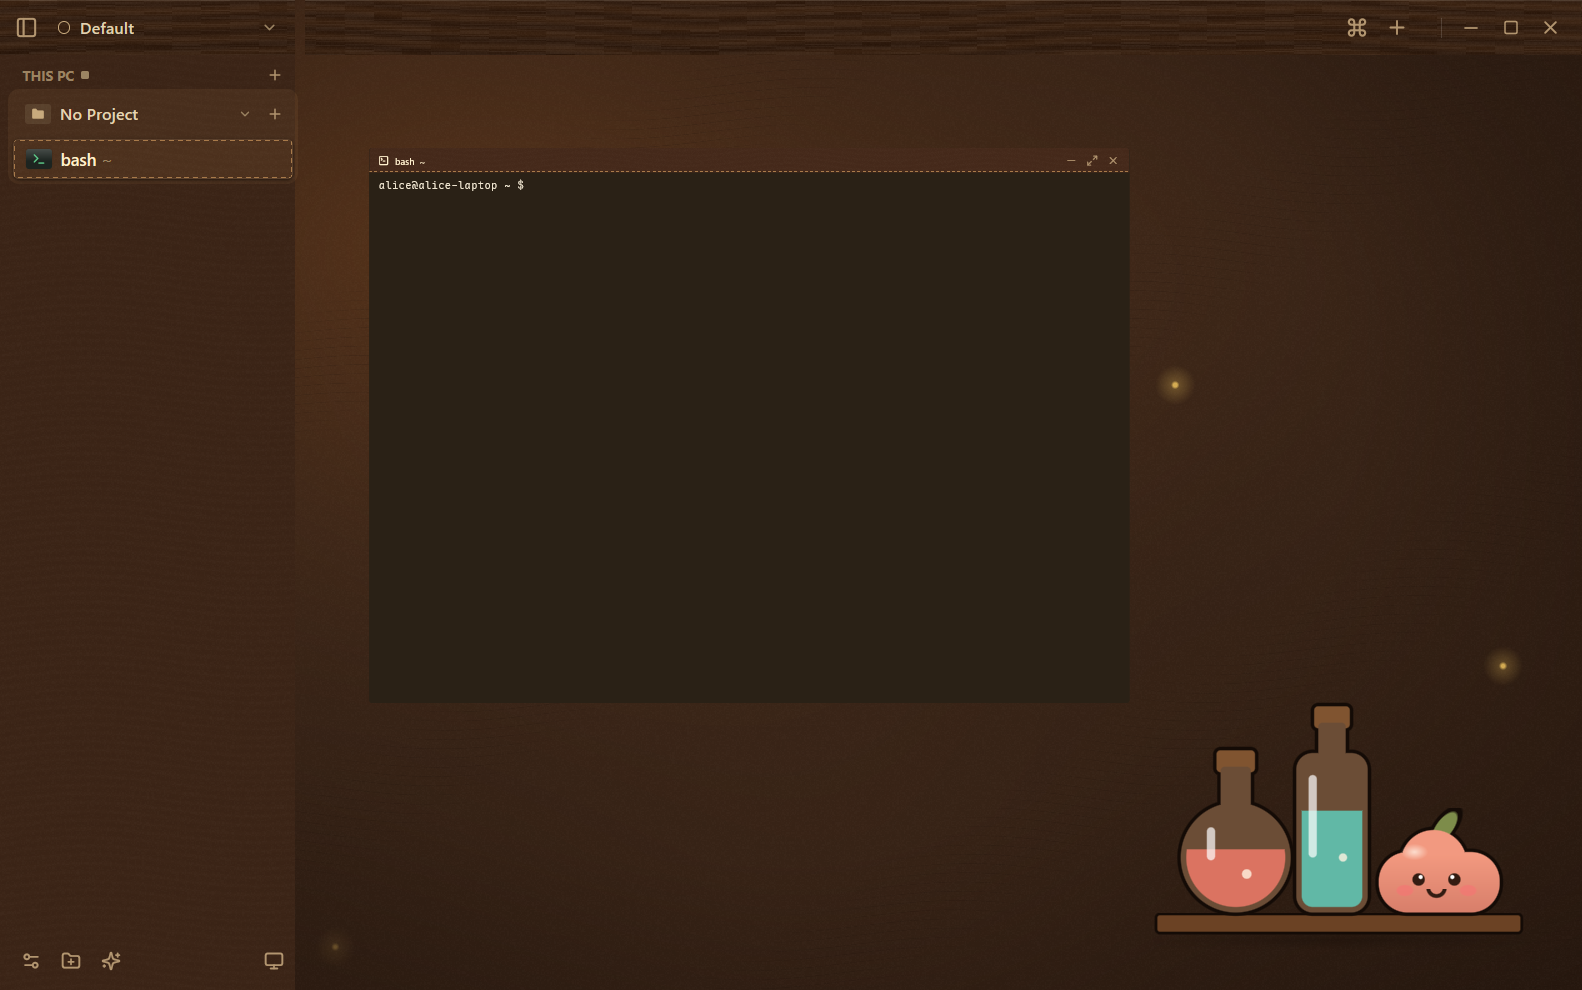 Default
THIS PC
No Project
bash ~
bash ~
alice@alice-laptop ~ $